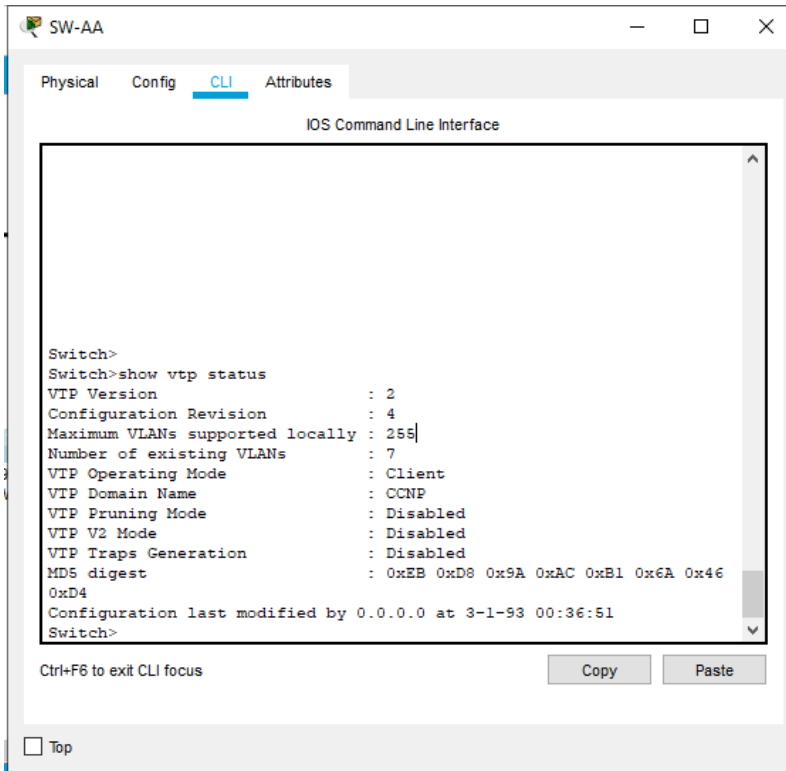 SW-AA
Physical Config CLI Attributes
IOS Command Line Interface
Switch>
Switch>show vtp status
VTP Version : 2
Configuration Revision : 4
Maximum VLANs supported locally : 255
Number of existing VLANs : 7
VTP Operating Mode : Client
VTP Domain Name : CCNP
VTP Pruning Mode : Disabled
VTP V2 Mode : Disabled
VTP Traps Generation : Disabled
MD5 digest : 0xEB 0xD8 0x9A 0xAC 0xB1 0x6A 0x46
0xD4
Configuration last modified by 0.0.0.0 at 3-1-93 00:36:51
Switch>
Ctrl+F6 to exit CLI focus
Copy Paste
Top